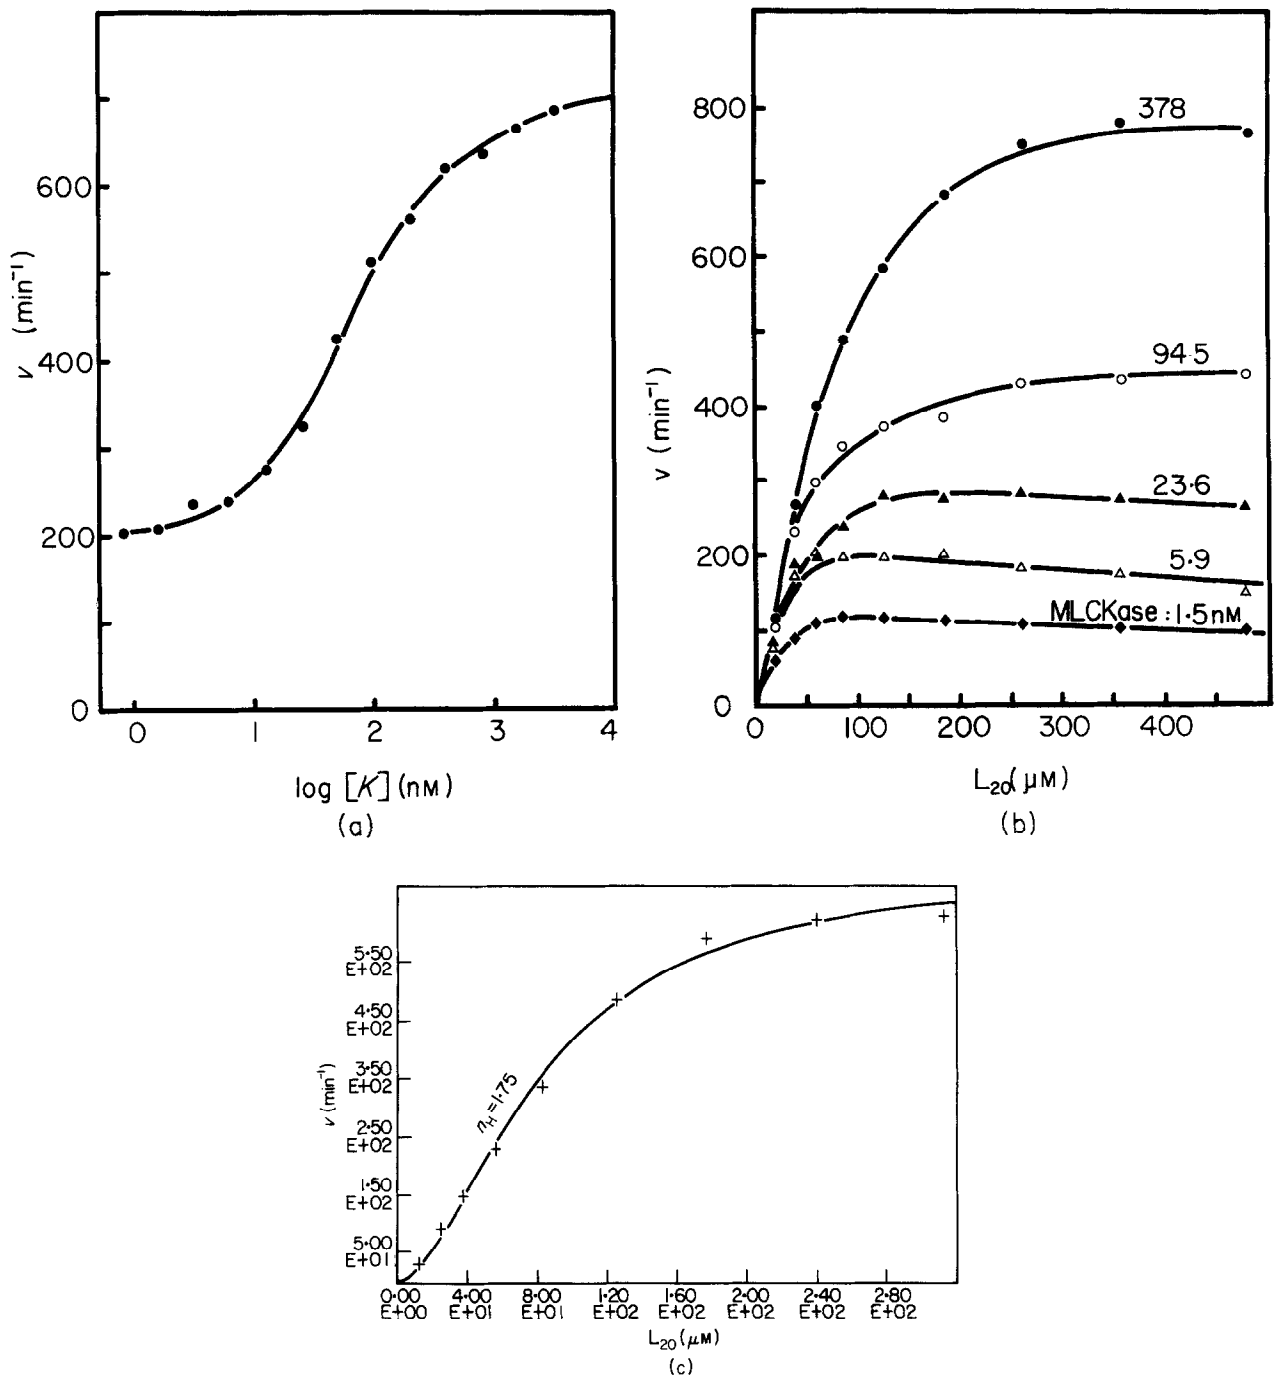 600
400
200
0
ν (min⁻¹)
0 1 2 3 4
log [K] (nM)
(a)
800
600
400
200
0
ν (min⁻¹)
378
94·5
23·6
5·9
MLCKase : 1·5 nM
0 100 200 300 400
L₂₀(μM)
(b)
5·50
E+02
4·50
E+02
3·50
E+02
2·50
E+02
1·50
E+02
5·00
E+01
ν (min⁻¹)
n_H = 1·75
0·00 4·00 8·00 1·20 1·60 2·00 2·40 2·80
E+00 E+01 E+01 E+02 E+02 E+02 E+02 E+02
L₂₀ (μM)
(c)